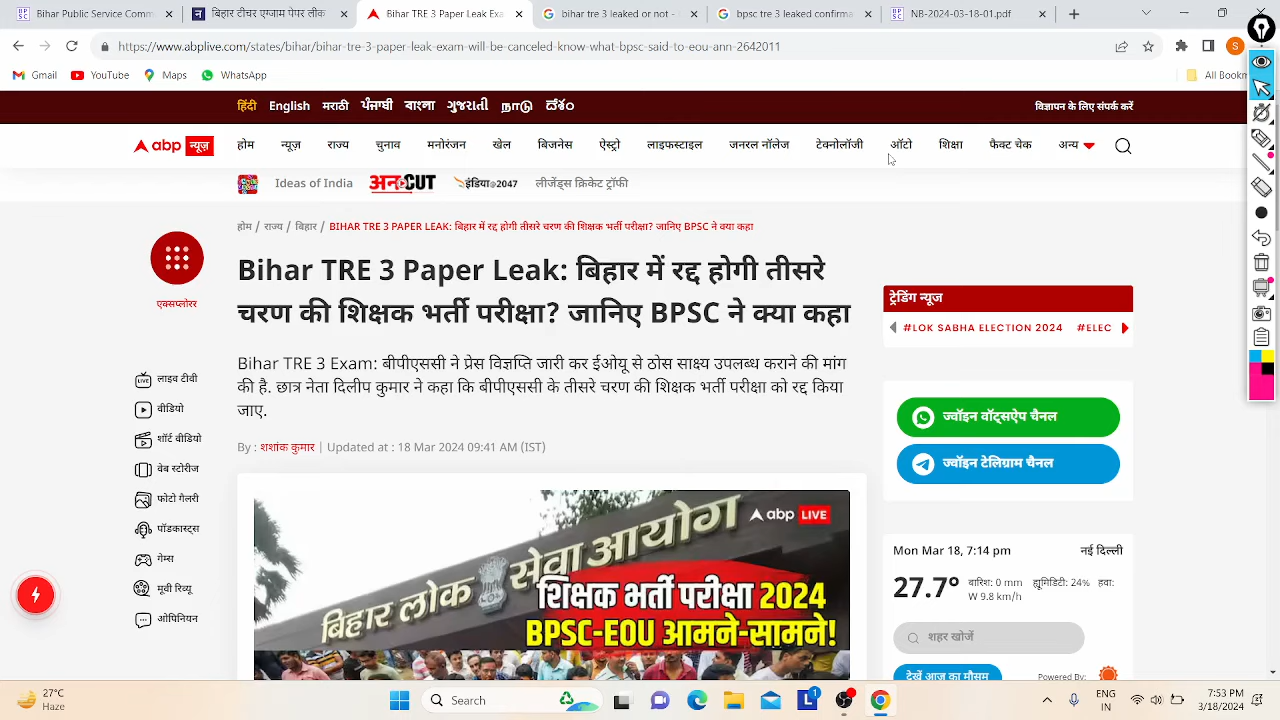 BPSC
Bihar Public Service Com
बीपीएससी टीचर एग्जाम पेपर लीक
Bihar TRE 3 Paper Leak Exa
bihar tre 3 leaked or not -
bpsc tre 3 leak confirma
BPSC
NB-2024-03-18-01.pdf
https://www.abplive.com/states/bihar/bihar-tre-3-paper-leak-exam-will-be-canceled-know-what-bpsc-said-to-eou-ann-2642011
S
Gmail
YouTube
Maps
WhatsApp
All Bookm
हिंदी
English
मराठी
ਪੰਜਾਬੀ
বাংলা
ગુજરાતી
நாடு
దేశం
विज्ञापन के लिए संपर्क करें
abp न्यूज़
होम
न्यूज़
राज्य
चुनाव
मनोरंजन
खेल
बिजनेस
ऐस्ट्रो
लाइफस्टाइल
जनरल नॉलेज
टेक्नोलॉजी
ऑटो
शिक्षा
फैक्ट चेक
अन्य
Ideas of India
अनCUT
इंडिया@2047
लीजेंड्स क्रिकेट ट्रॉफी
होम / राज्य / बिहार / BIHAR TRE 3 PAPER LEAK: बिहार में रद्द होगी तीसरे चरण की शिक्षक भर्ती परीक्षा? जानिए BPSC ने क्या कहा
एक्सप्लोरर
Bihar TRE 3 Paper Leak: बिहार में रद्द होगी तीसरे
चरण की शिक्षक भर्ती परीक्षा? जानिए BPSC ने क्या कहा
Bihar TRE 3 Exam: बीपीएससी ने प्रेस विज्ञप्ति जारी कर ईओयू से ठोस साक्ष्य उपलब्ध कराने की मांग
की है. छात्र नेता दिलीप कुमार ने कहा कि बीपीएससी के तीसरे चरण की शिक्षक भर्ती परीक्षा को रद्द किया
जाए.
By : शशांक कुमार | Updated at : 18 Mar 2024 09:41 AM (IST)
लाइव टीवी
वीडियो
शॉर्ट वीडियो
वेब स्टोरीज
फोटो गैलरी
पॉडकास्ट्स
गेम्स
मूवी रिव्यू
ओपिनियन
abp LIVE
बिहार लोक सेवा आयोग
शिक्षक भर्ती परीक्षा 2024
BPSC-EOU आमने-सामने!
ट्रेंडिंग न्यूज
#LOK SABHA ELECTION 2024 #ELEC
ज्वॉइन वॉट्सऐप चैनल
ज्वॉइन टेलिग्राम चैनल
Mon Mar 18, 7:14 pm
नई दिल्ली
27.7°
बारिश: 0 mm ह्यूमिडिटी: 24% हवा:
W 9.8 km/h
शहर खोजें
देखें आज का मौसम
Powered By:
27°C
Haze
Search
1
ENG
IN
7:53 PM
3/18/2024